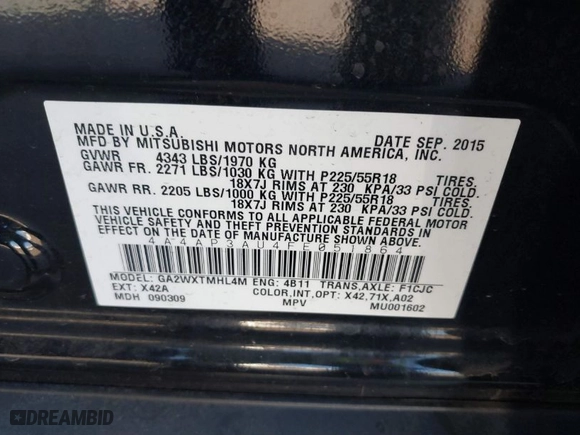 MADE IN U.S.A. DATE SEP. 2015
MFD BY MITSUBISHI MOTORS NORTH AMERICA, INC.
GVWR 4343 LBS/1970 KG
GAWR FR. 2271 LBS/1030 KG WITH P225/55R18 TIRES,
18X7J RIMS AT 230 KPA/33 PSI COLD.
GAWR RR. 2205 LBS/1000 KG WITH P225/55R18 TIRES,
18X7J RIMS AT 230 KPA/33 PSI COLD.
THIS VEHICLE CONFORMS TO ALL APPLICABLE FEDERAL MOTOR
VEHICLE SAFETY AND THEFT PREVENTION STANDARDS IN EFFECT
ON THE DATE OF MANUFACTURE SHOWN ABOVE.
4A4AP3AU4FE051864
MODEL: GA2WXTMHL4M ENG: 4B11 TRANS,AXLE: F1CJC
EXT: X42A COLOR,INT,OPT: X42,71X,A02
MDH 090309 MPV MU001602
DREAMBID